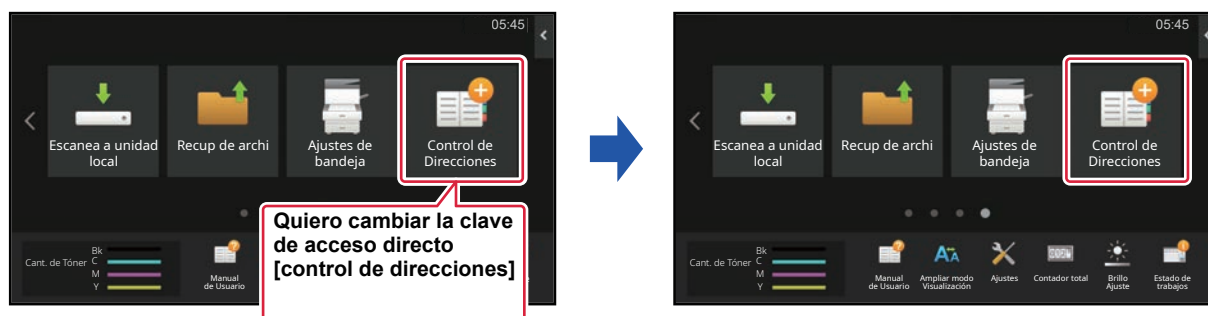 05:45
Escanea a unidad
local
Recup de archi
Ajustes de
bandeja
Control de
Direcciones
Quiero cambiar la clave
de acceso directo
[control de direcciones]
Cant. de Tóner
Bk
C
M
Y
Manual
de Usuario
05:45
Escanea a unidad
local
Recup de archi
Ajustes de
bandeja
Control de
Direcciones
Cant. de Tóner
Bk
C
M
Y
Manual
de Usuario
Ampliar modo
Visualización
Ajustes
Contador total
Brillo
Ajuste
Estado de
trabajos